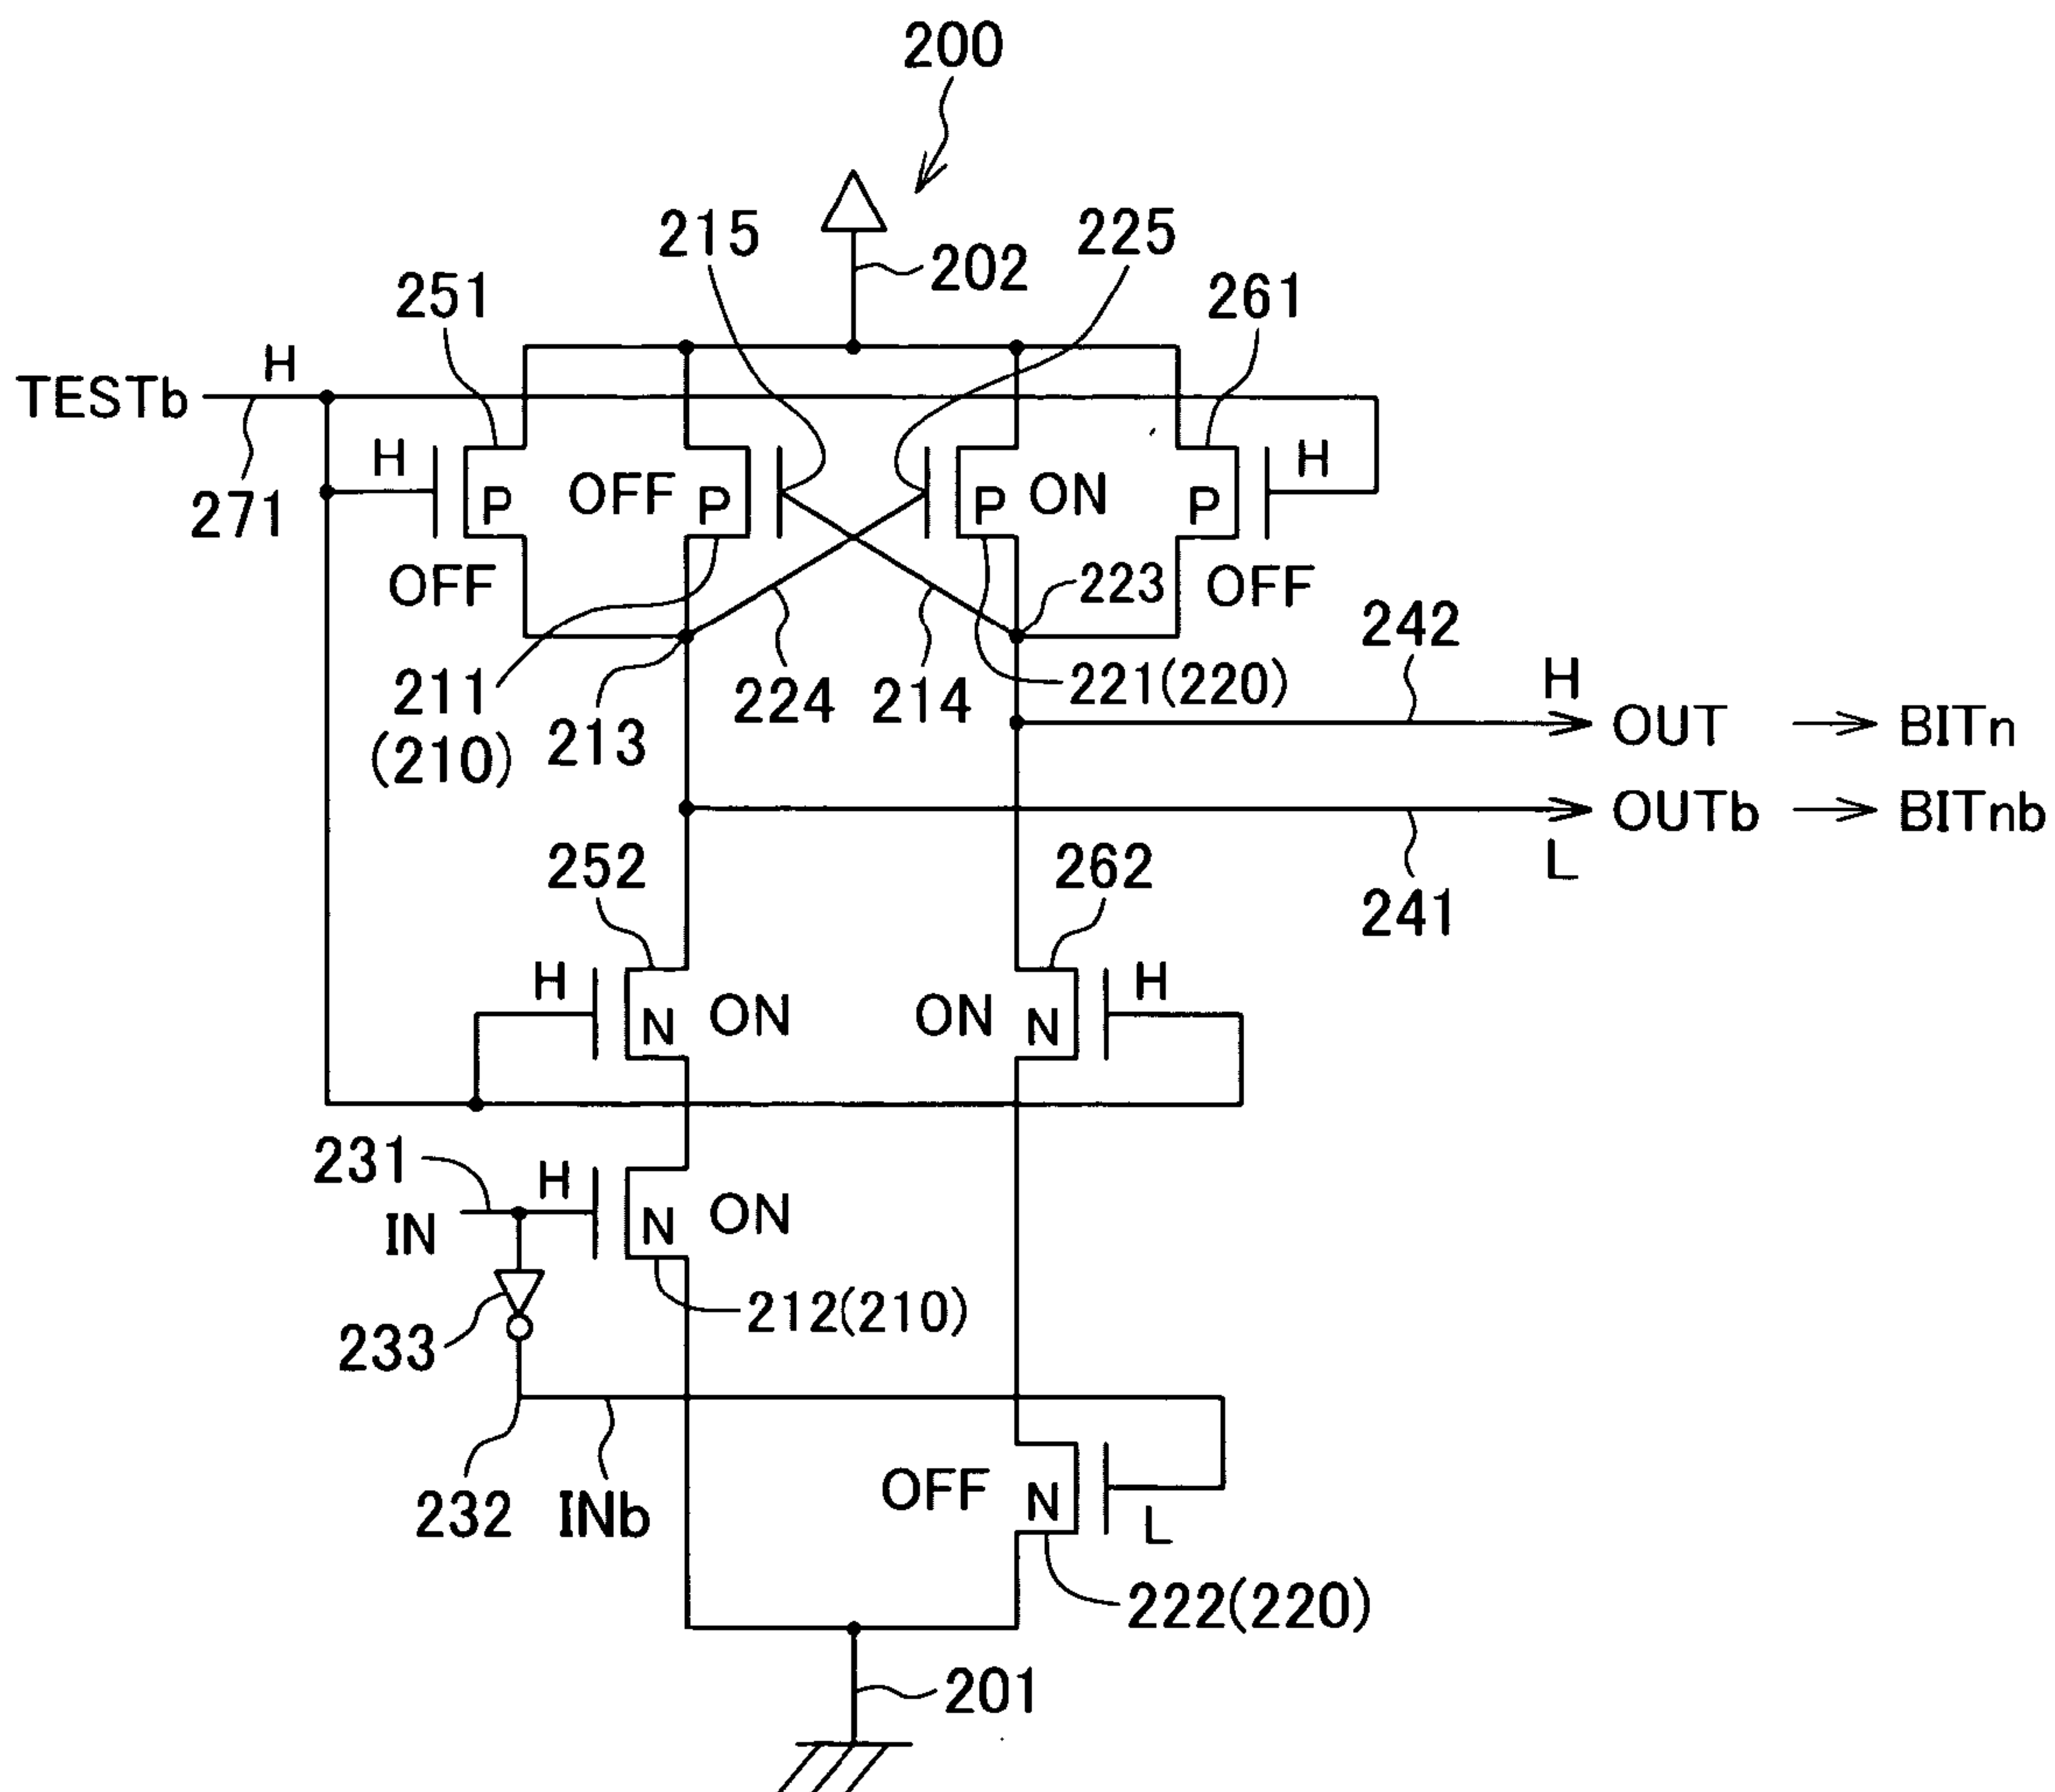 200
215
225
202
251
261
H
TESTb
271
H
P
OFF
P
P
ON
P
H
OFF
223
OFF
242
211
(210)
213
224
214
221(220)
H
OUT
BITn
OUTb
BITnb
L
241
252
262
H
N
ON
ON
N
H
231
H
IN
N
ON
212(210)
233
232
INb
OFF
N
L
222(220)
201